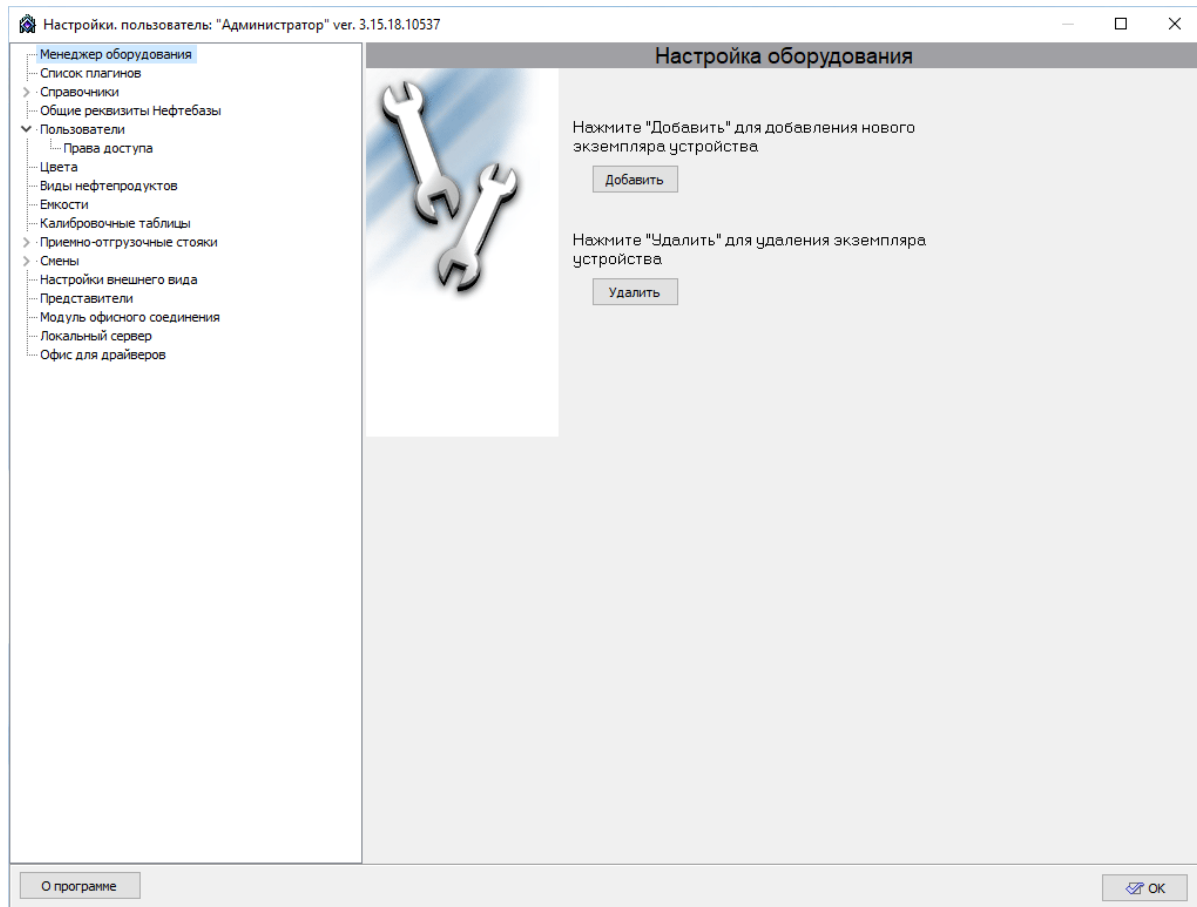 Настройки. пользователь: "Администратор" ver. 3.15.18.10537
Менеджер оборудования
Список плагинов
Справочники
Общие реквизиты Нефтебазы
Пользователи
Права доступа
Цвета
Виды нефтепродуктов
Емкости
Калибровочные таблицы
Приемно-отгрузочные стояки
Смены
Настройки внешнего вида
Представители
Модуль офисного соединения
Локальный сервер
Офис для драйверов
Настройка оборудования
Нажмите "Добавить" для добавления нового
экземпляра устройства
Добавить
Нажмите "Удалить" для удаления экземпляра
устройства
Удалить
О программе
OK